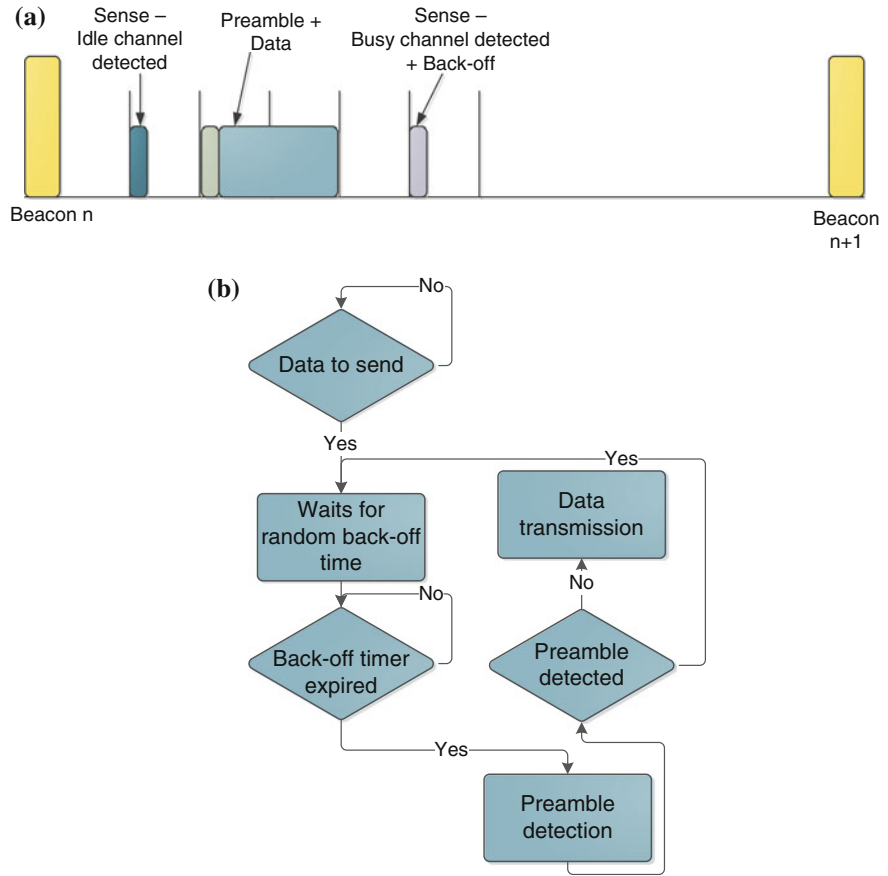 (a)
Sense –
Idle channel
detected
Preamble +
Data
Sense –
Busy channel detected
+ Back-off
Beacon n
Beacon
n+1
(b)
No
Data to send
Yes
Yes
Waits for
random back-off
time
Data
transmission
No
No
Back-off timer
expired
Preamble
detected
Yes
Preamble
detection